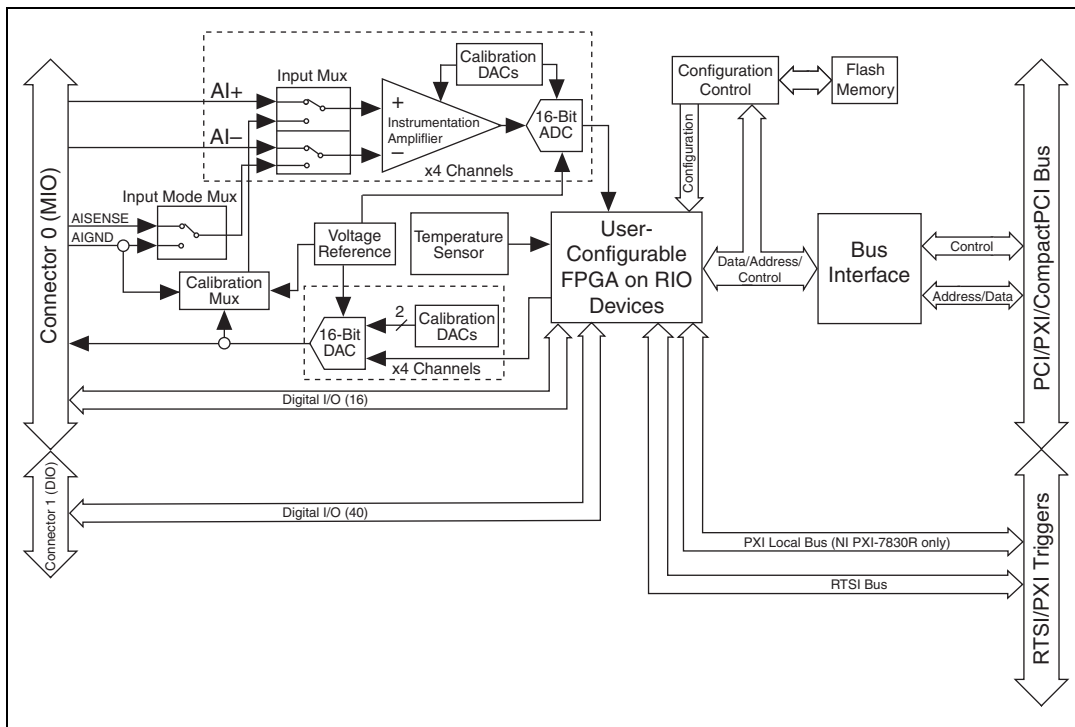 Calibration
DACs
Input Mux
AI+
+
Instrumentation
Ampliflier
−
16-Bit
ADC
x4 Channels
AI−
Configuration
Control
Flash
Memory
Configuration
Input Mode Mux
AISENSE
AIGND
Calibration
Mux
Voltage
Reference
Temperature
Sensor
User-
Configurable
FPGA on RIO
Devices
Data/Address/
Control
Bus
Interface
Control
Address/Data
16-Bit
DAC
2
Calibration
DACs
x4 Channels
Digital I/O (16)
Digital I/O (40)
PXI Local Bus (NI PXI-7830R only)
RTSI Bus
Connector 0 (MIO)
Connector 1 (DIO)
PCI/PXI/CompactPCI Bus
RTSI/PXI Triggers